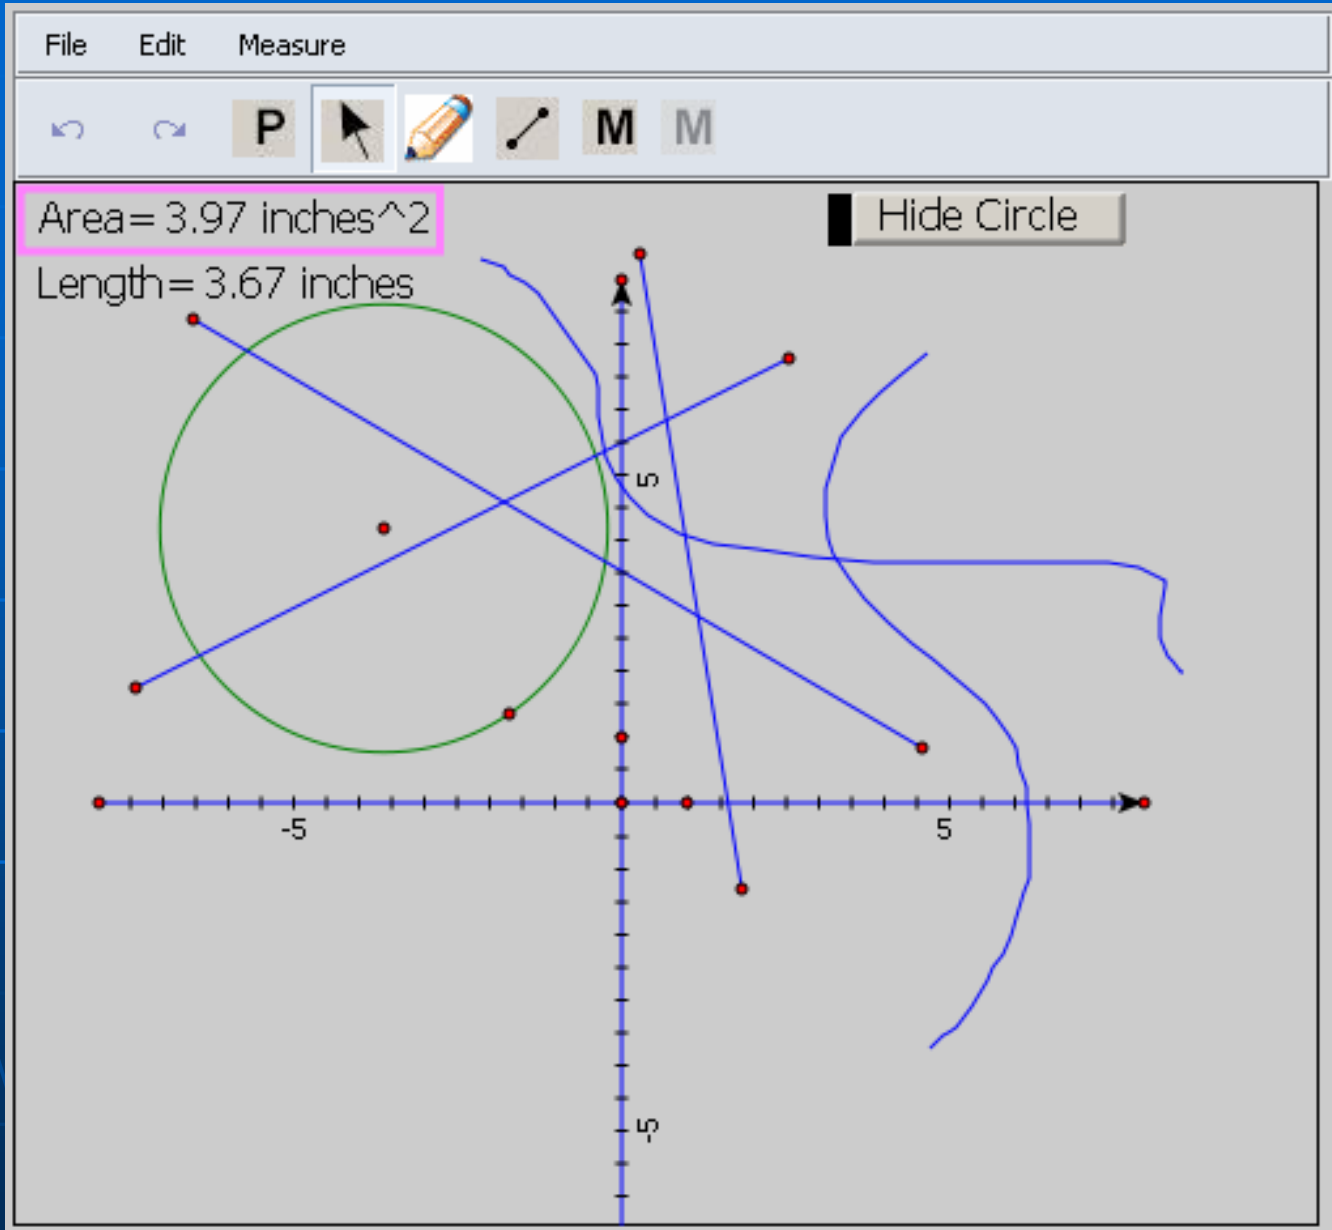 File Edit Measure
P M M
Area= 3.97 inches^2
Hide Circle
Length= 3.67 inches
5
-5 5
-5